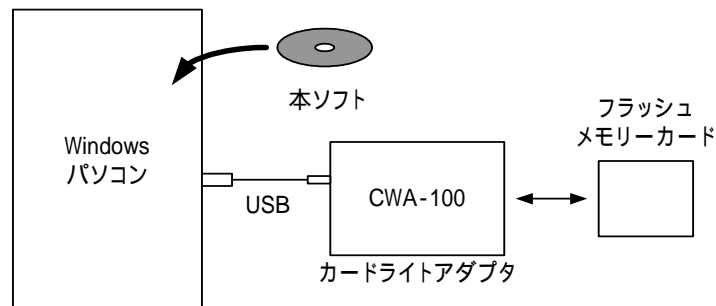 本ソフト
Windows
パソコン
USB
CWA-100
カードライトアダプタ
フラッシュ
メモリーカード